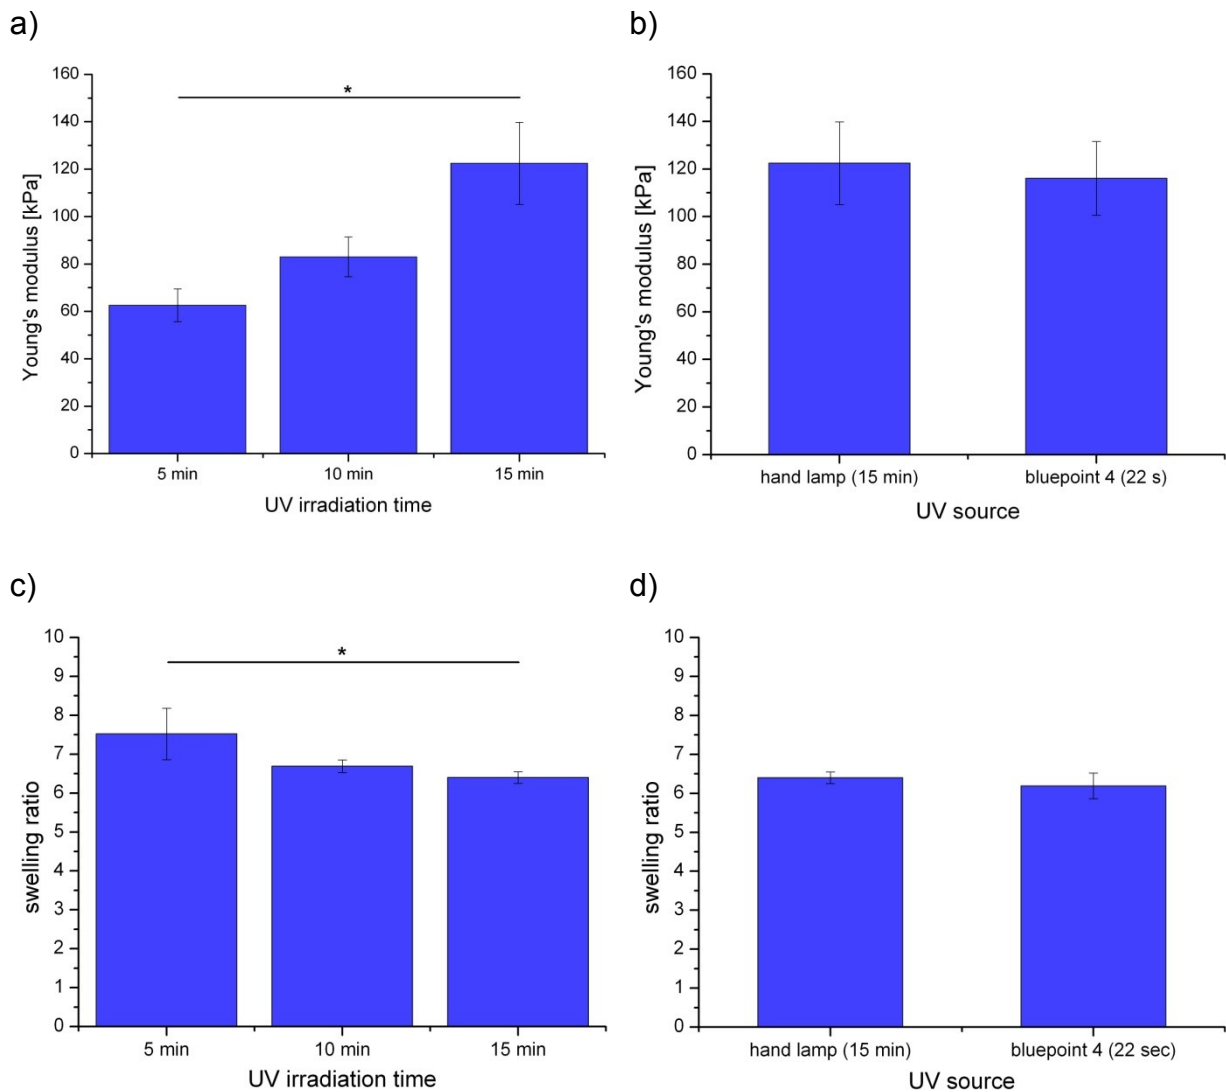 a)
160
140
120
100
80
60
40
20
0
Young's modulus [kPa]
*
5 min
10 min
15 min
UV irradiation time
b)
160
140
120
100
80
60
40
20
0
Young's modulus [kPa]
hand lamp (15 min)
bluepoint 4 (22 s)
UV source
c)
10
9
8
7
6
5
4
3
2
1
0
swelling ratio
*
5 min
10 min
15 min
UV irradiation time
d)
10
9
8
7
6
5
4
3
2
1
0
swelling ratio
hand lamp (15 min)
bluepoint 4 (22 sec)
UV source